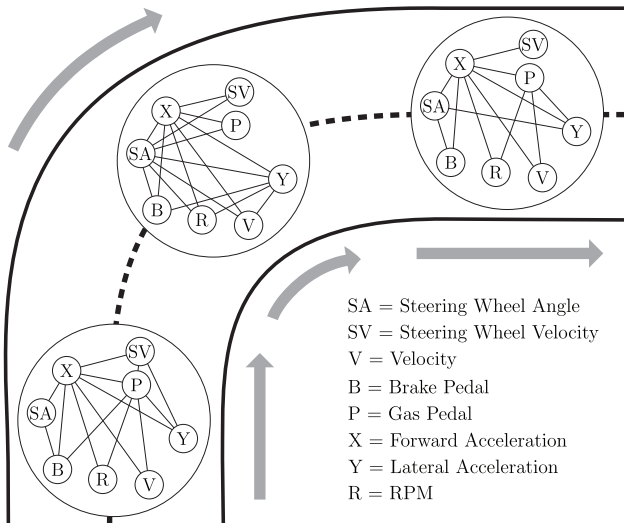 SV
X
P
SA
Y
B
R
V
SV
X
P
SA
Y
B
R
V
SA = Steering Wheel Angle
SV = Steering Wheel Velocity
V = Velocity
B = Brake Pedal
P = Gas Pedal
X = Forward Acceleration
Y = Lateral Acceleration
R = RPM
SV
X
P
SA
Y
B
R
V